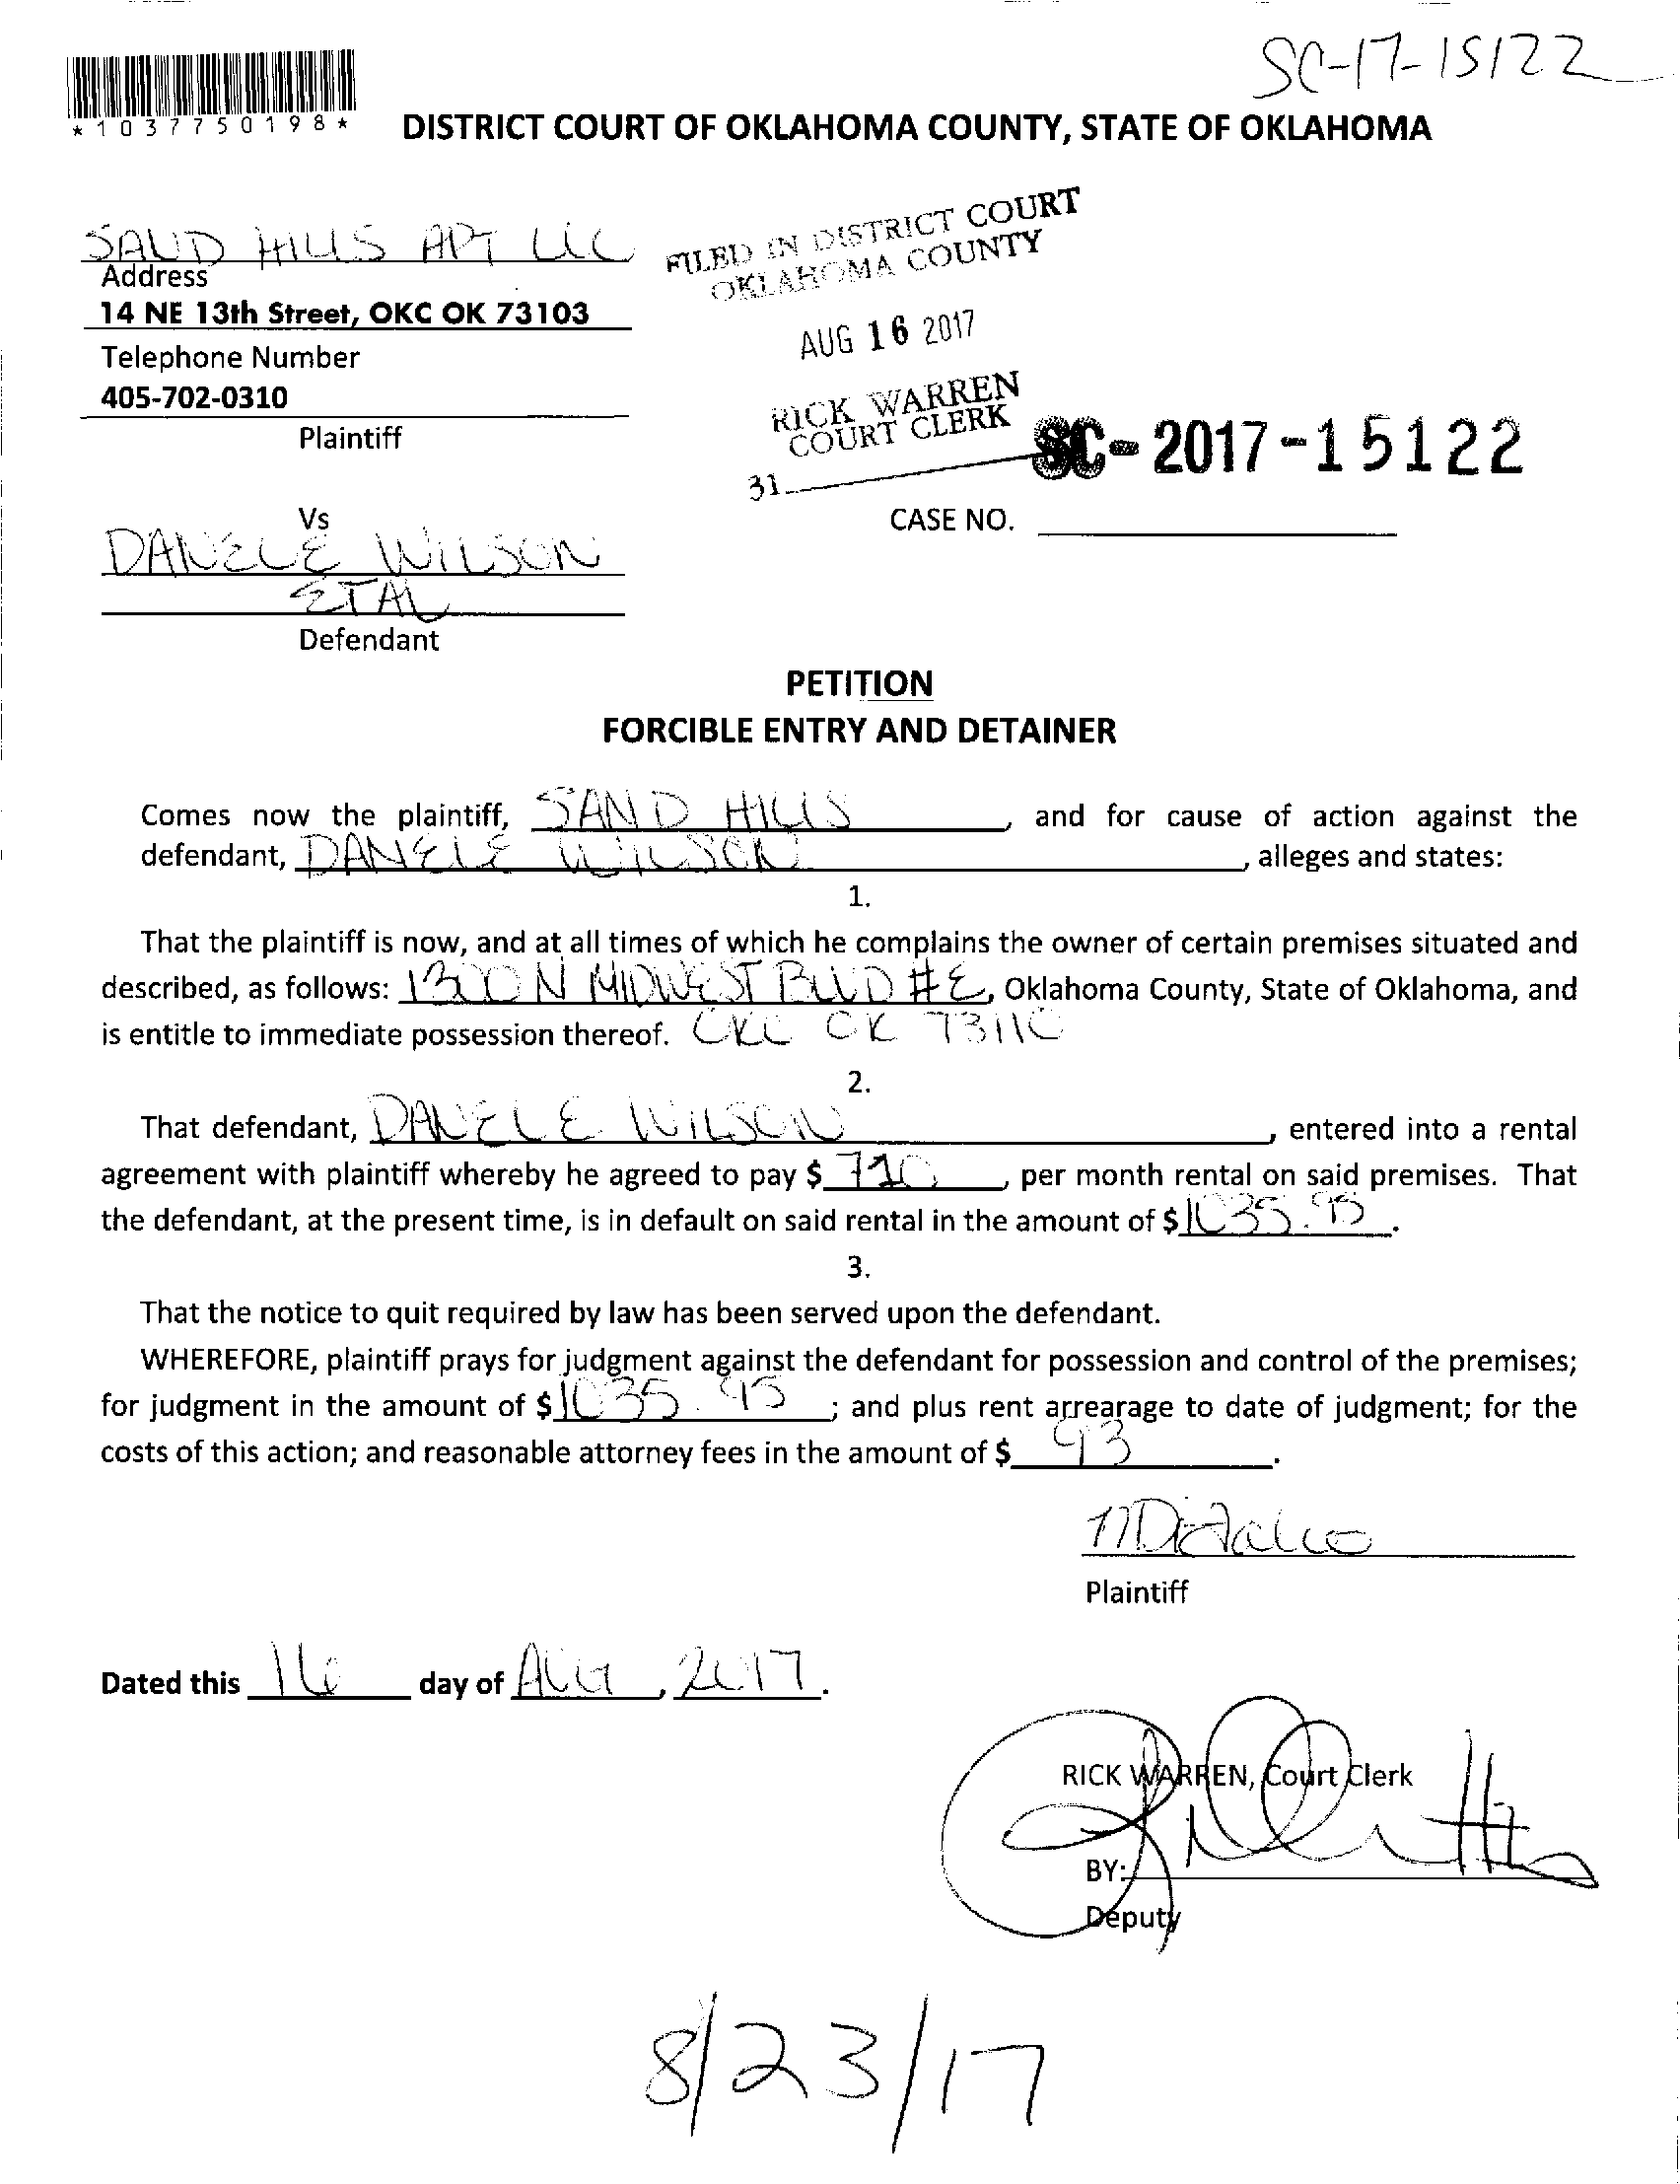 SC-17-15122
*1037750198*
DISTRICT COURT OF OKLAHOMA COUNTY, STATE OF OKLAHOMA
SAND HILLS APT LLC
Address
14 NE 13th Street, OKC OK 73103
Telephone Number
405-702-0310
Plaintiff
FILED IN DISTRICT COURT
OKLAHOMA COUNTY
AUG 16 2017
RICK WARREN
COURT CLERK
31
SC-2017-15122
CASE NO.
Vs
DANELE WILSON
ETAL
Defendant
PETITION
FORCIBLE ENTRY AND DETAINER
Comes now the plaintiff, SAND HILLS, and for cause of action against the
defendant, DANELE WILSON, alleges and states:
1.
That the plaintiff is now, and at all times of which he complains the owner of certain premises situated and
described, as follows: 1300 N MIDWEST BLVD #E, Oklahoma County, State of Oklahoma, and
is entitle to immediate possession thereof. OKC OK 73110
2.
That defendant, DANELE WILSON, entered into a rental
agreement with plaintiff whereby he agreed to pay $ 710, per month rental on said premises. That
the defendant, at the present time, is in default on said rental in the amount of $ 1035.95.
3.
That the notice to quit required by law has been served upon the defendant.
WHEREFORE, plaintiff prays for judgment against the defendant for possession and control of the premises;
for judgment in the amount of $ 1035.95; and plus rent arrearage to date of judgment; for the
costs of this action; and reasonable attorney fees in the amount of $ 93.
Plaintiff
Dated this 16 day of AUG, 2017.
RICK WARREN, Court Clerk
BY:
Deputy
8/23/17